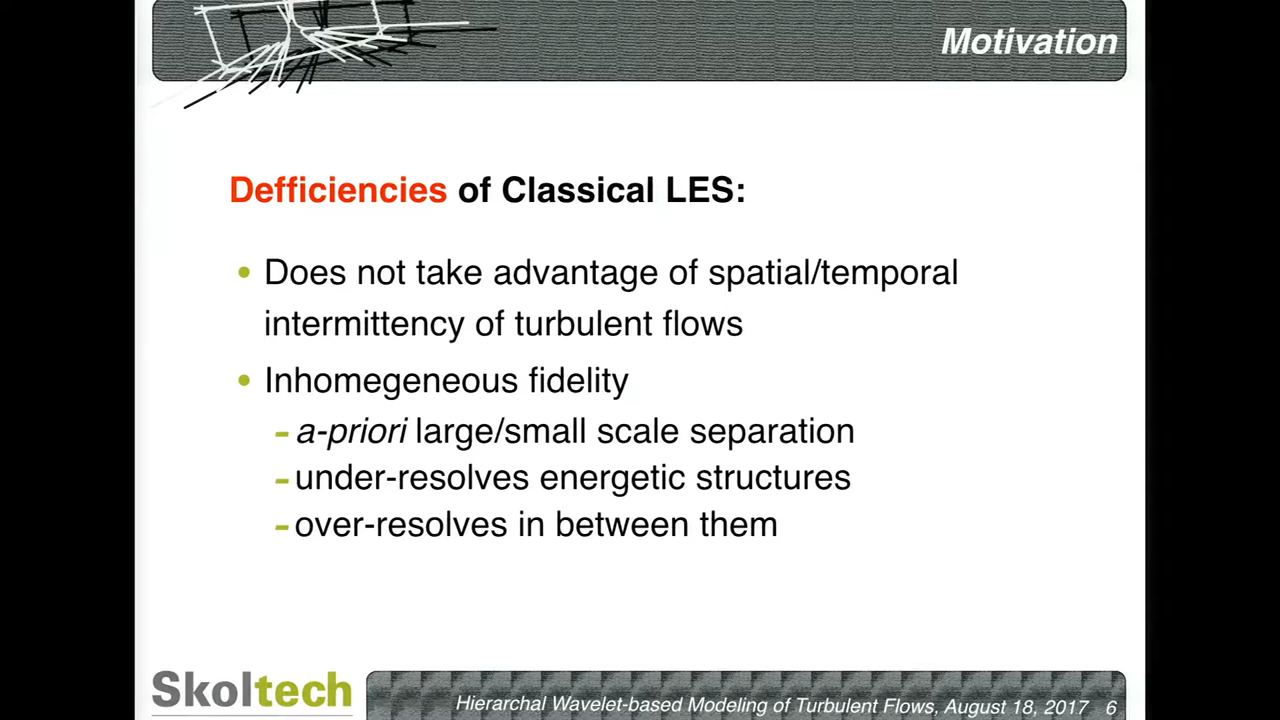 Motivation
Defficiencies of Classical LES:
• Does not take advantage of spatial/temporal
intermittency of turbulent flows
• Inhomegeneous fidelity
- a-priori large/small scale separation
- under-resolves energetic structures
- over-resolves in between them
Skoltech
Hierarchal Wavelet-based Modeling of Turbulent Flows, August 18, 2017 6